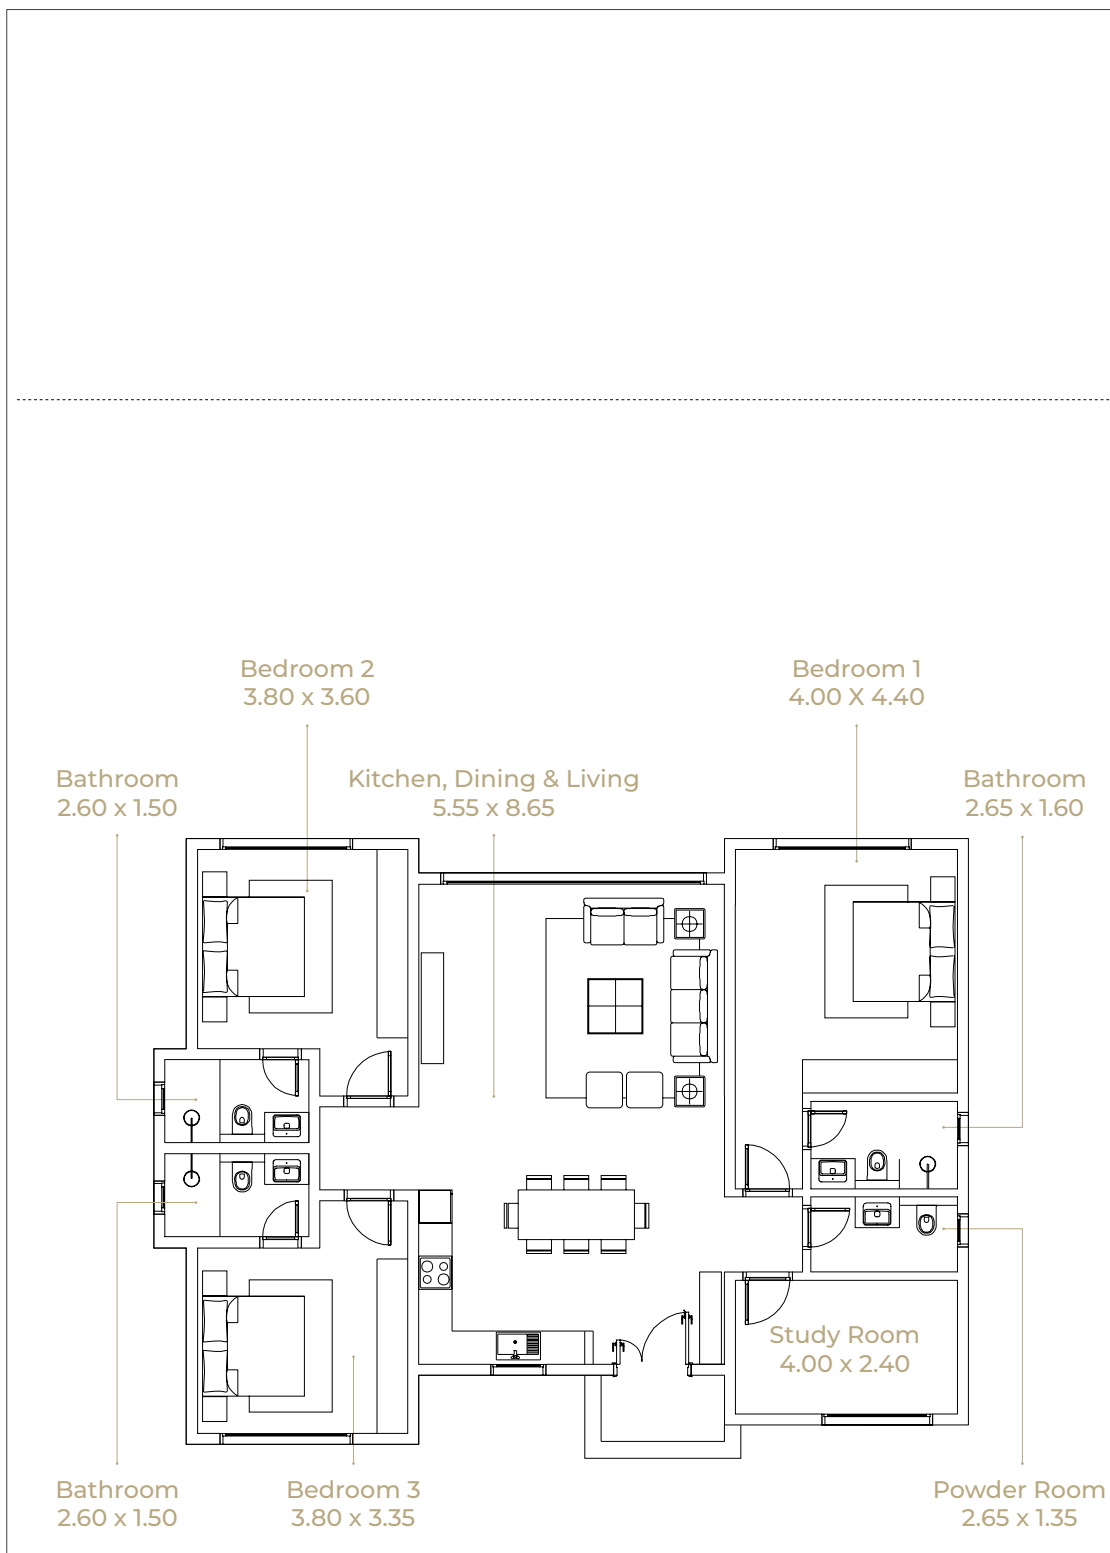 Bedroom 2
3.80 x 3.60
Bedroom 1
4.00 X 4.40
Bathroom
2.60 x 1.50
Kitchen, Dining & Living
5.55 x 8.65
Bathroom
2.65 x 1.60
Study Room
4.00 x 2.40
Bathroom
2.60 x 1.50
Bedroom 3
3.80 x 3.35
Powder Room
2.65 x 1.35